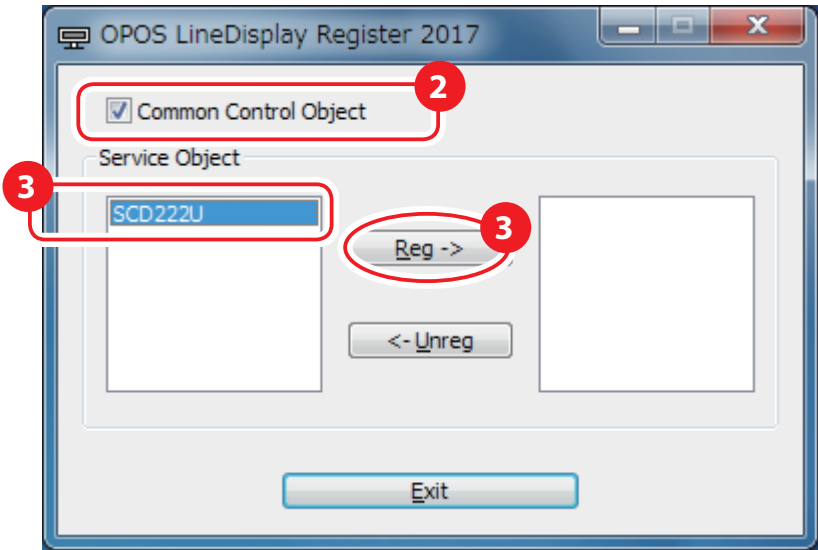 OPOS LineDisplay Register 2017
2
Common Control Object
Service Object
3
SCD222U
3
Reg ->
<- Unreg
Exit